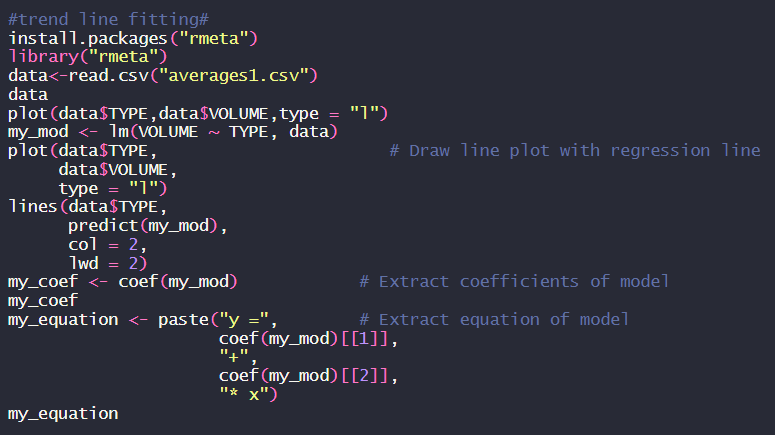 #trend line fitting#
install.packages("rmeta")
library("rmeta")
data<-read.csv("averages1.csv")
data
plot(data$TYPE,data$VOLUME,type = "l")
my_mod <- lm(VOLUME ~ TYPE, data)
plot(data$TYPE,                       # Draw line plot with regression line
     data$VOLUME,
     type = "l")
lines(data$TYPE,
      predict(my_mod),
      col = 2,
      lwd = 2)
my_coef <- coef(my_mod)            # Extract coefficients of model
my_coef
my_equation <- paste("y =",        # Extract equation of model
                     coef(my_mod)[[1]],
                     "+",
                     coef(my_mod)[[2]],
                     "* x")
my_equation